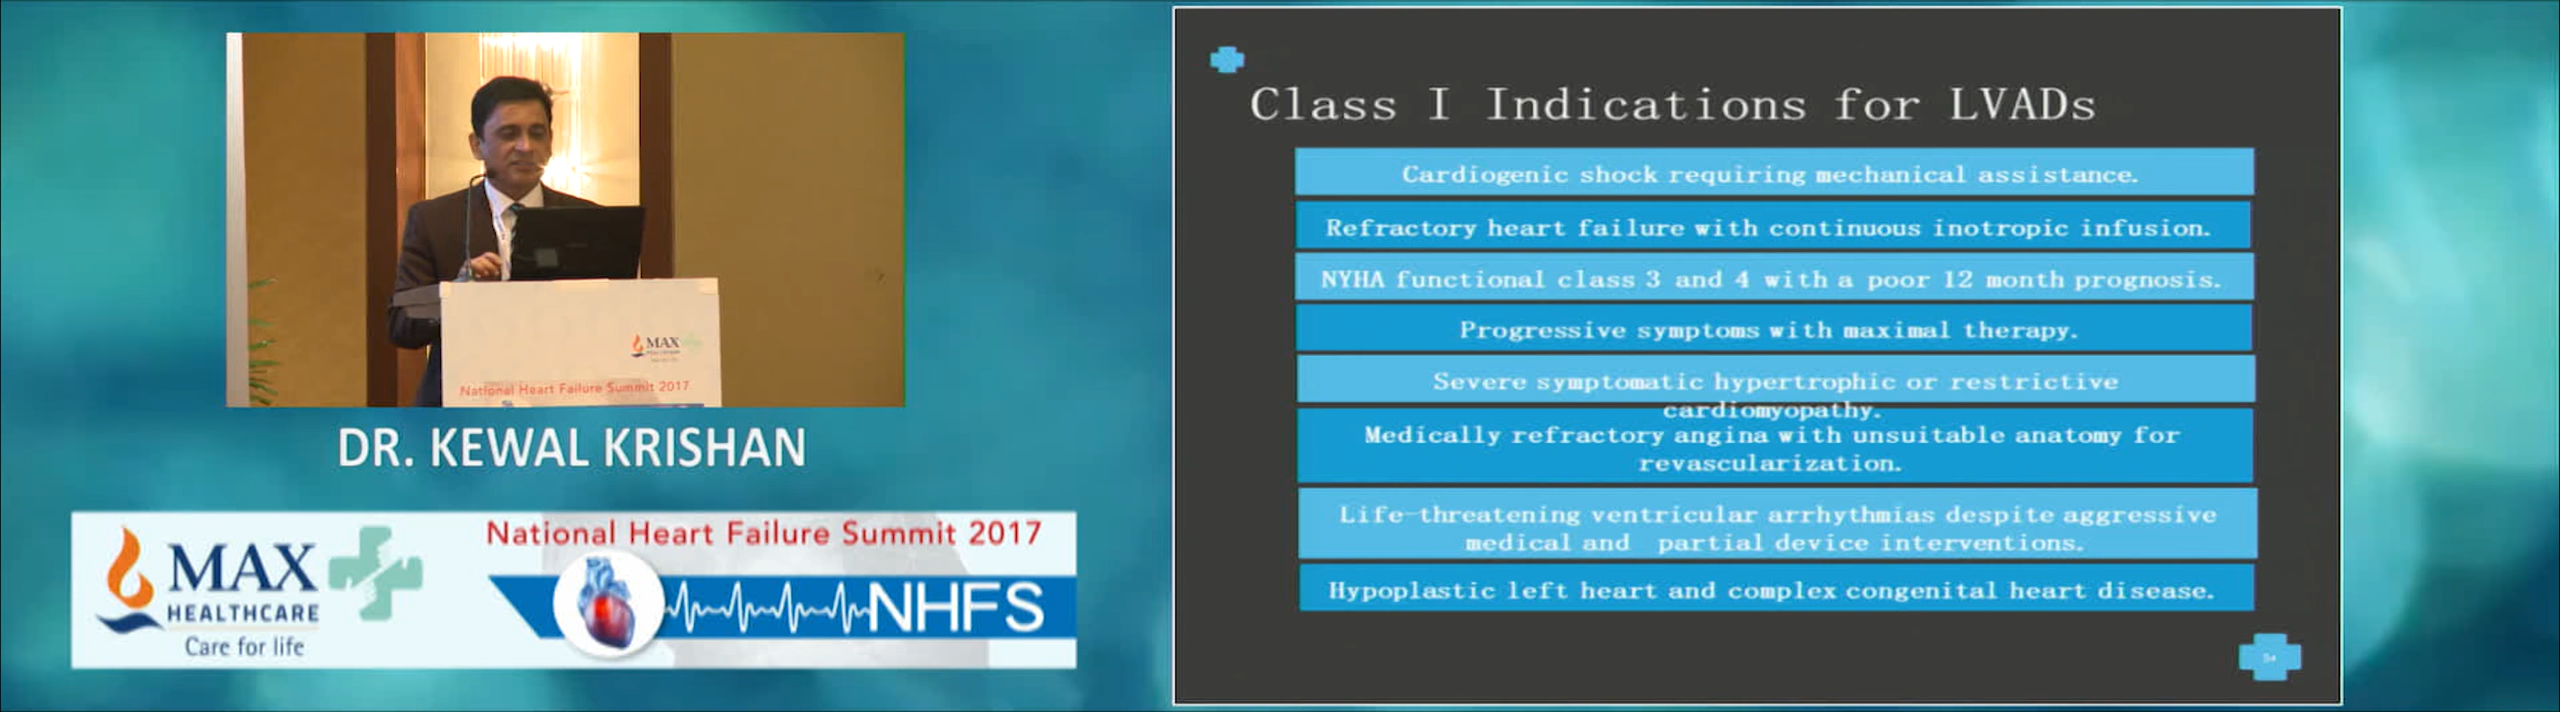 MAX
National Heart Failure Summit 2017
DR. KEWAL KRISHAN
MAX
HEALTHCARE
Care for life
National Heart Failure Summit 2017
NHFS
Class I Indications for LVADs
Cardiogenic shock requiring mechanical assistance.
Refractory heart failure with continuous inotropic infusion.
NYHA functional class 3 and 4 with a poor 12 month prognosis.
Progressive symptoms with maximal therapy.
Severe symptomatic hypertrophic or restrictive
cardiomyopathy.
Medically refractory angina with unsuitable anatomy for
revascularization.
Life-threatening ventricular arrhythmias despite aggressive
medical and partial device interventions.
Hypoplastic left heart and complex congenital heart disease.